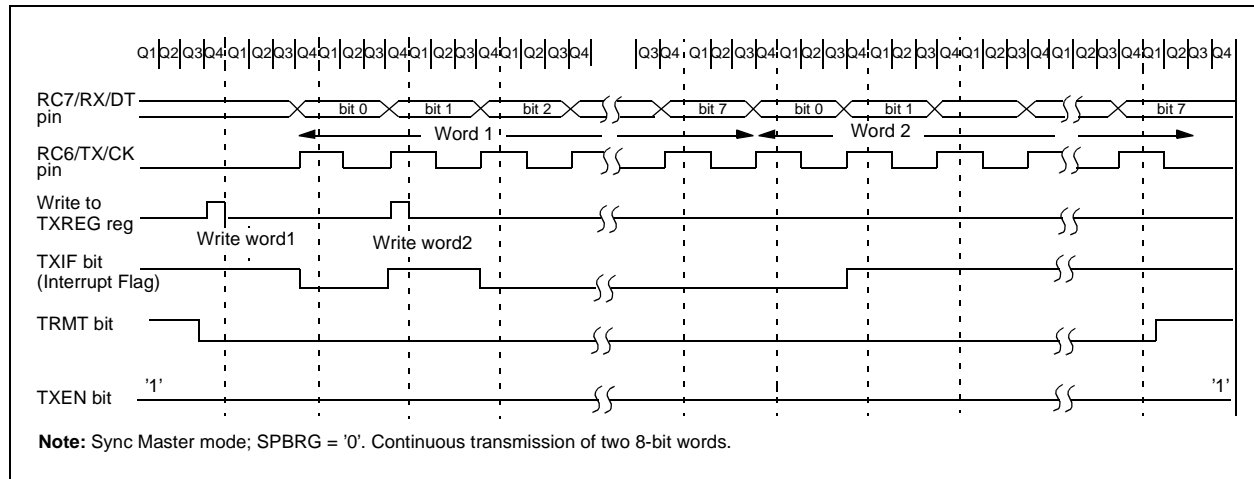 Q1 Q2 Q3 Q4 Q1 Q2 Q3 Q4 Q1 Q2 Q3 Q4 Q1 Q2 Q3 Q4 Q1 Q2 Q3 Q4 Q3 Q4 Q1 Q2 Q3 Q4 Q1 Q2 Q3 Q4 Q1 Q2 Q3 Q4 Q1 Q2 Q3 Q4 Q1 Q2 Q3 Q4 Q1 Q2 Q3 Q4
RC7/RX/DT
pin
bit 0 bit 1 bit 2 bit 7 bit 0 bit 1 bit 7
Word 1 Word 2
RC6/TX/CK
pin
Write to
TXREG reg
Write word1 Write word2
TXIF bit
(Interrupt Flag)
TRMT bit
'1' '1'
TXEN bit
Note: Sync Master mode; SPBRG = '0'. Continuous transmission of two 8-bit words.